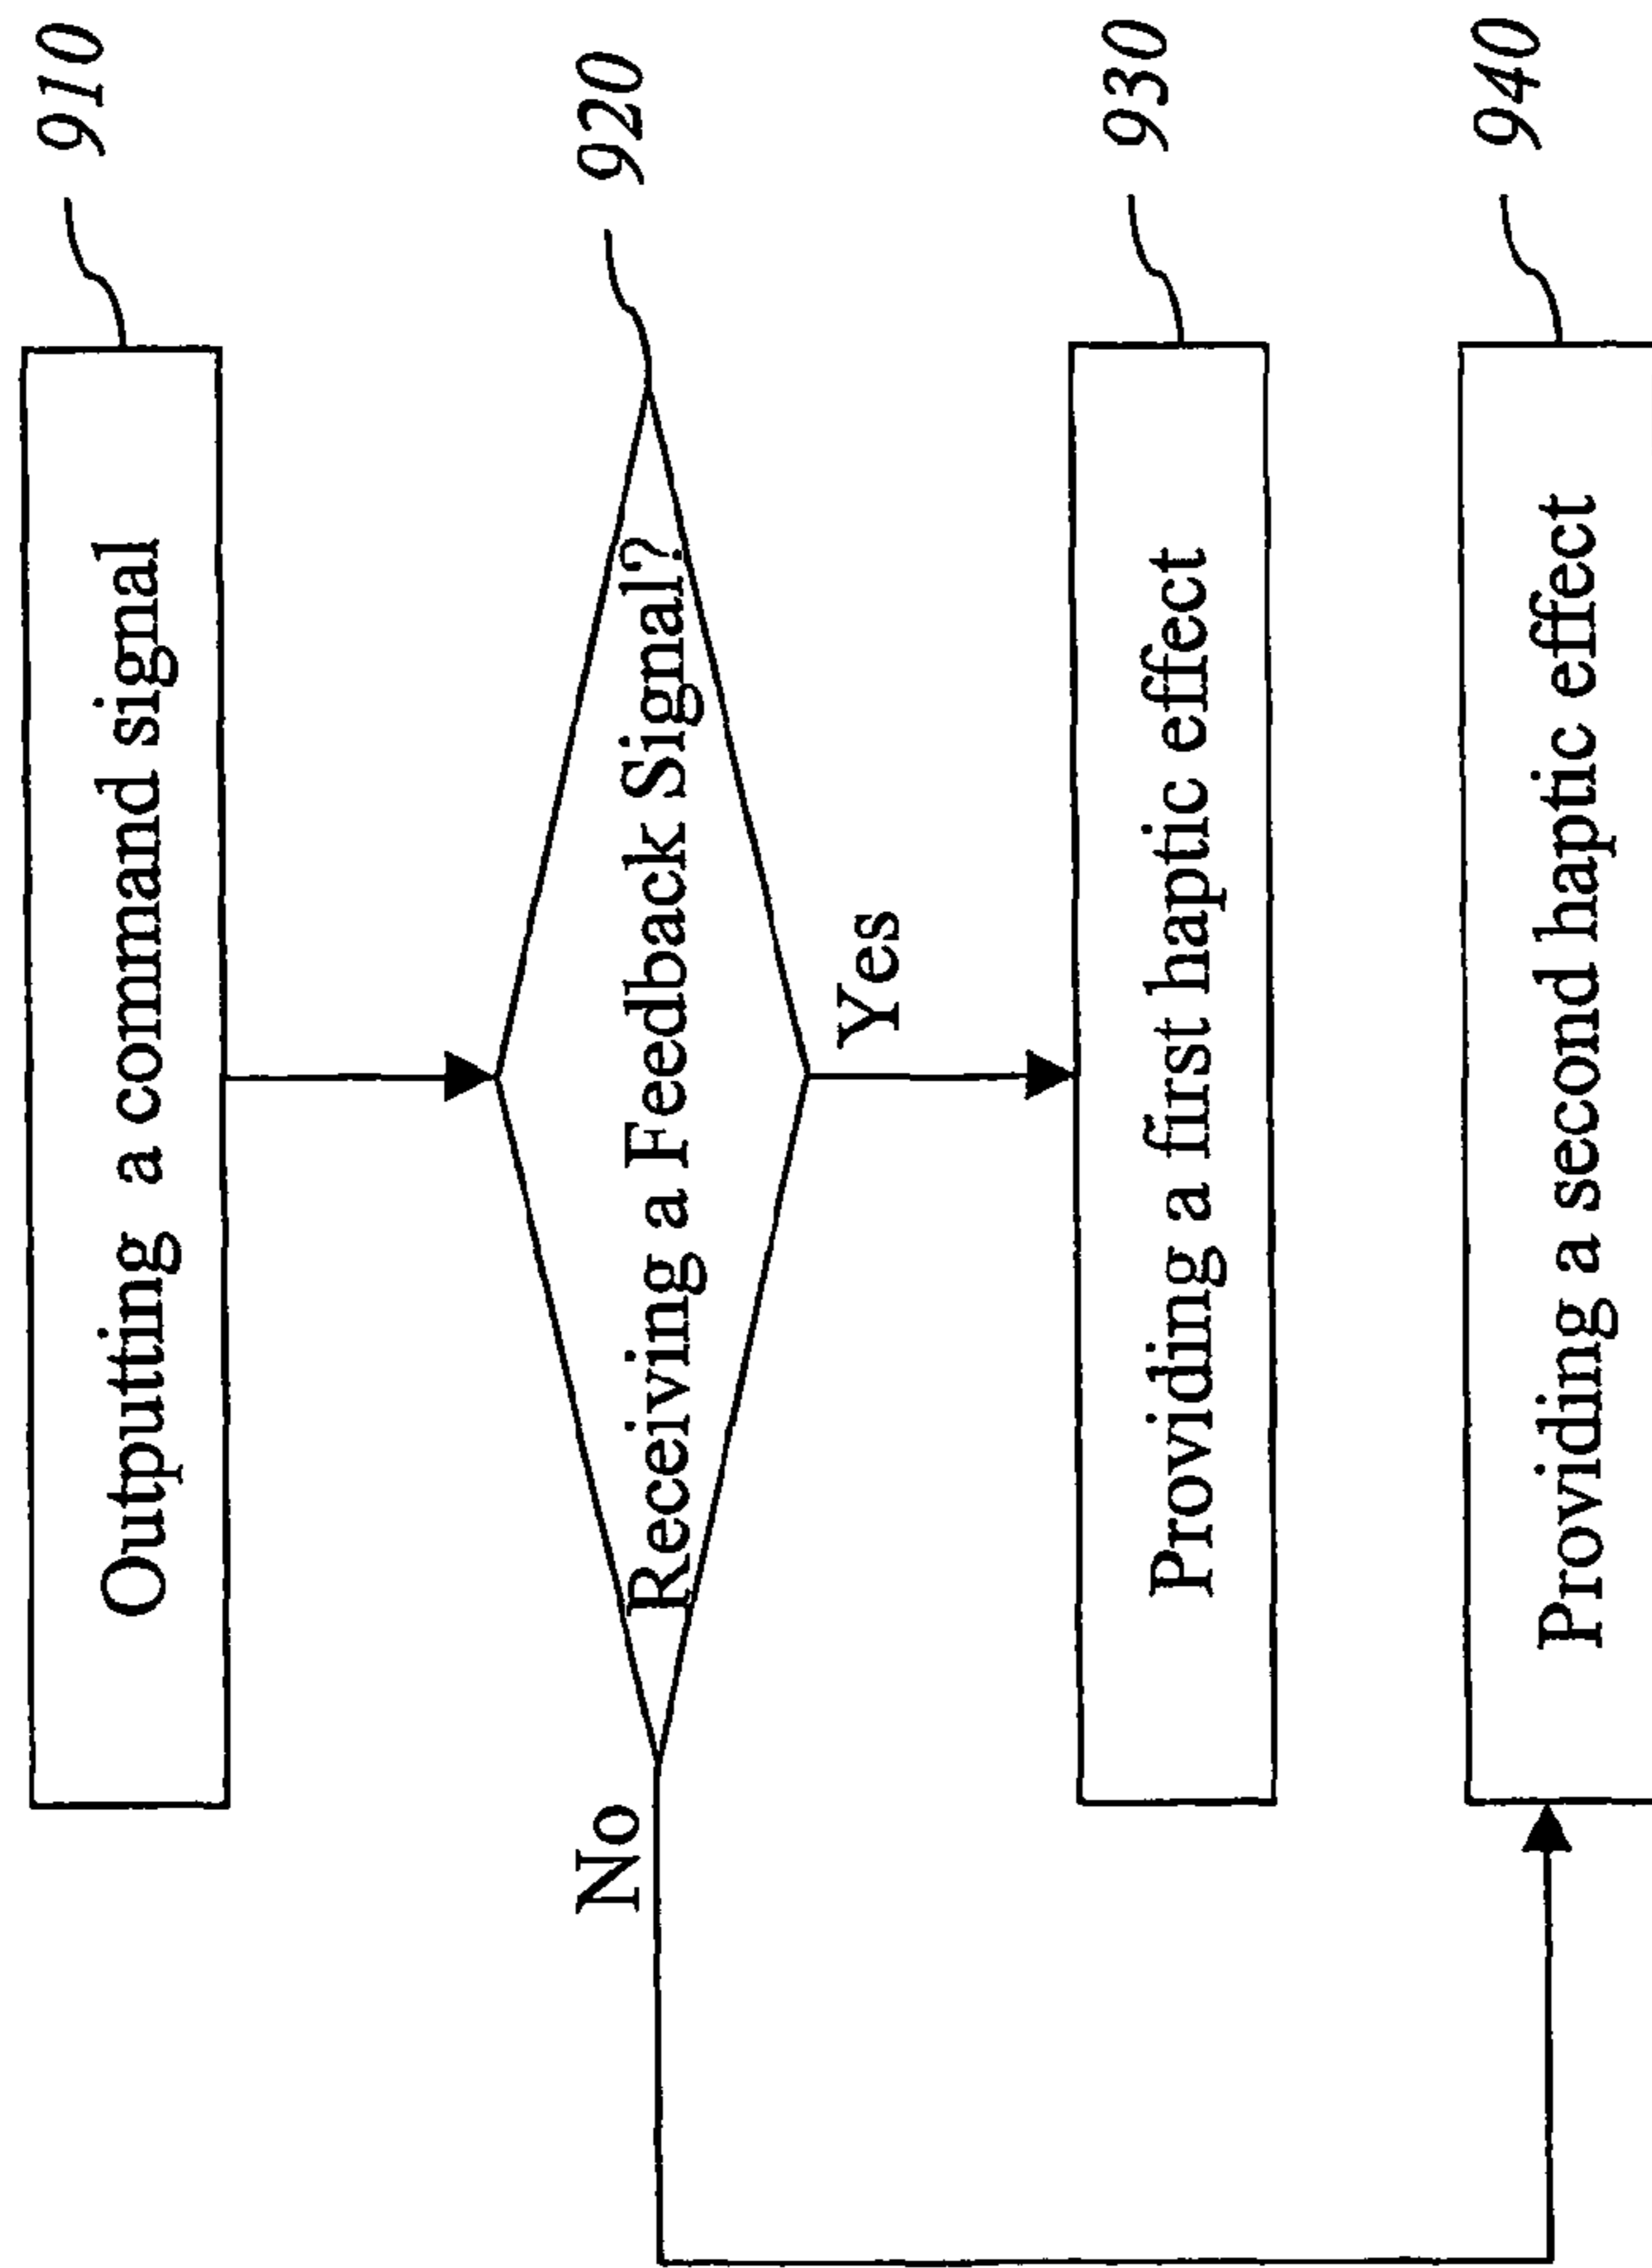 Outputting a command signal
910
Receiving a Feedback Signal?
920
No
Yes
Providing a first haptic effect
930
Providing a second haptic effect
940